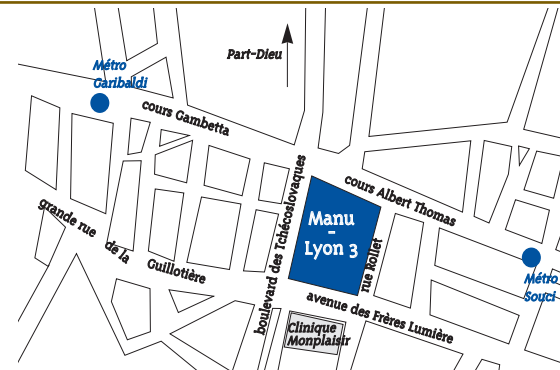 Part-Dieu
Métro
Garibaldi
cours Gambetta
cours Albert Thomas
boulevard des Tchécoslovaques
Manu
-
Lyon 3
rue Rollet
grande rue de la Guillotière
Métro
Souci
avenue des Frères Lumière
Clinique
Monplaisir